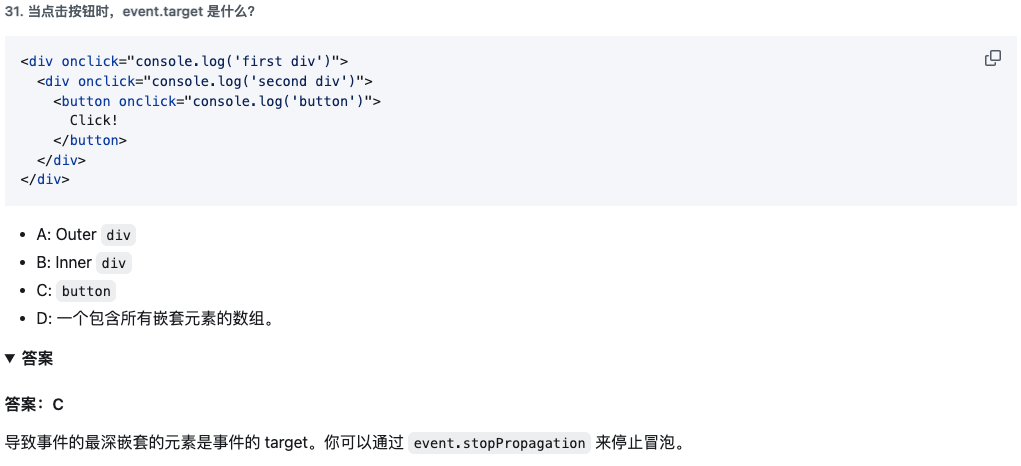 31. 当点击按钮时，event.target 是什么?
<div onclick="console.log('first div')">
  <div onclick="console.log('second div')">
    <button onclick="console.log('button')">
      Click!
    </button>
  </div>
</div>
• A: Outer div
• B: Inner div
• C: button
• D: 一个包含所有嵌套元素的数组。
▼ 答案
答案：C
导致事件的最深嵌套的元素是事件的 target。你可以通过 event.stopPropagation 来停止冒泡。